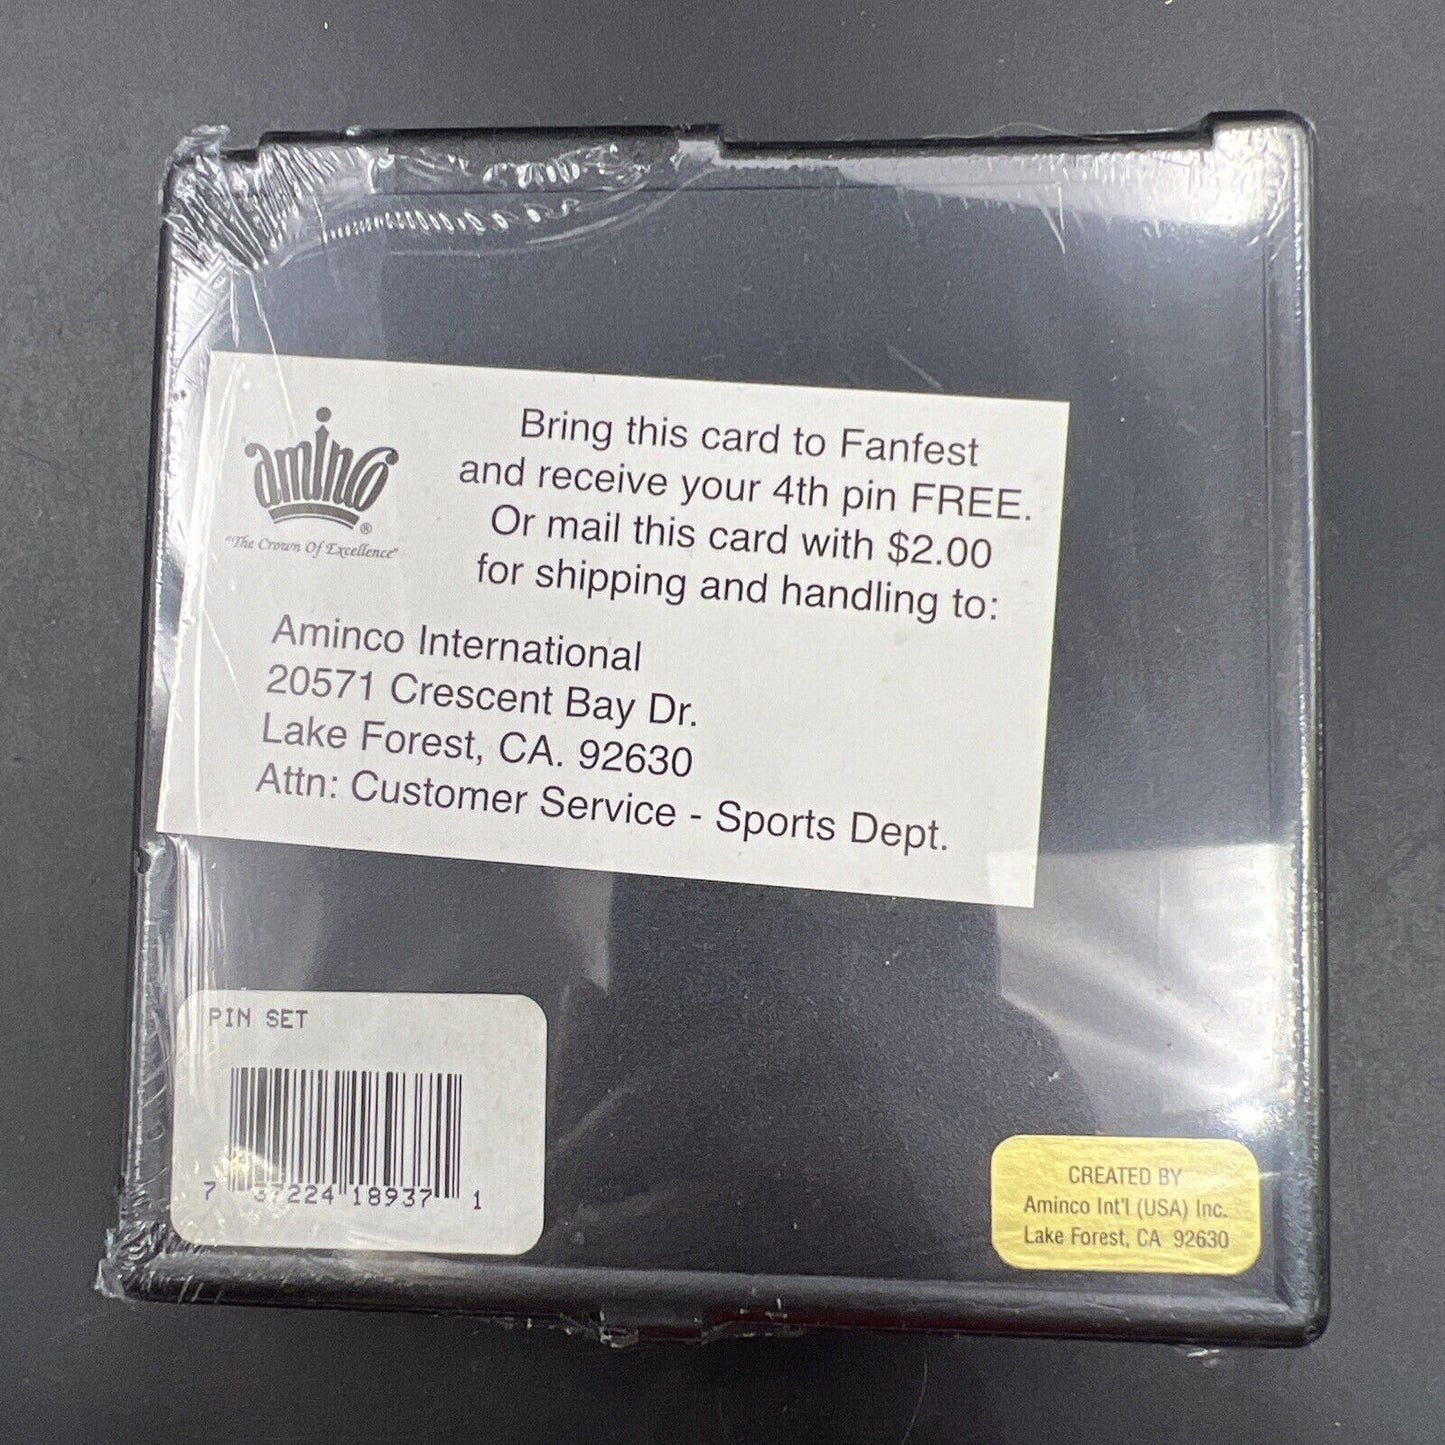 aminco®
"The Crown Of Excellence"
Bring this card to Fanfest
and receive your 4th pin FREE.
Or mail this card with $2.00
for shipping and handling to:
Aminco International
20571 Crescent Bay Dr.
Lake Forest, CA. 92630
Attn: Customer Service - Sports Dept.
PIN SET
7 37224 18937 1
CREATED BY
Aminco Int'l (USA) Inc.
Lake Forest, CA 92630